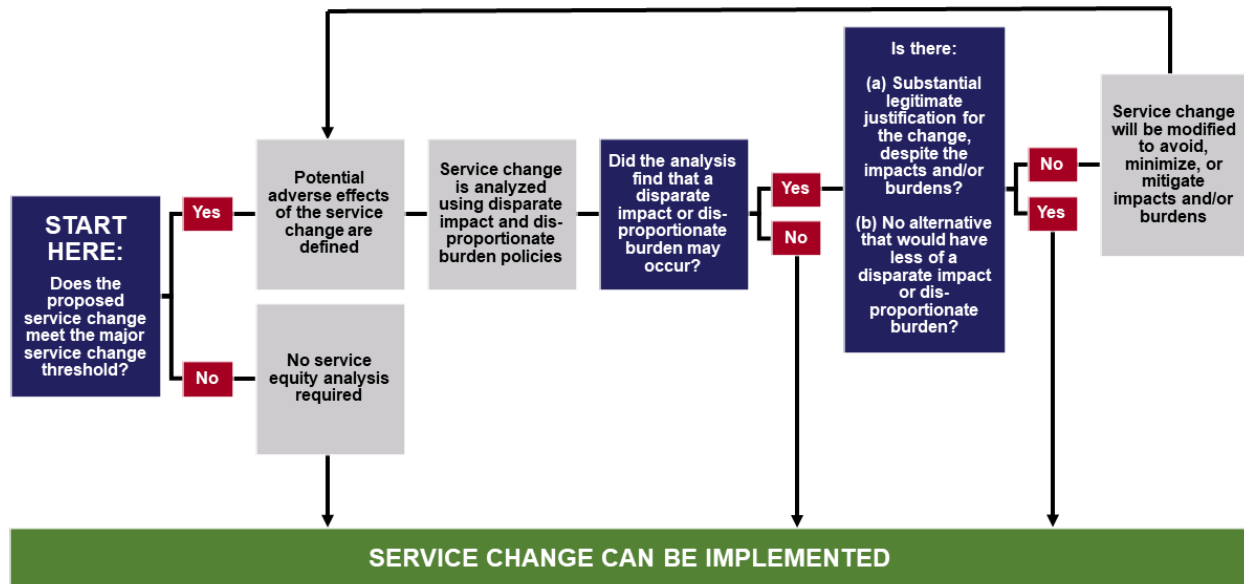 START
HERE:
Does the
proposed
service change
meet the major
service change
threshold?
Yes
No
Potential
adverse effects
of the service
change are
defined
No service
equity analysis
required
Service change
is analyzed
using disparate
impact and dis-
proportionate
burden policies
Did the analysis
find that a
disparate
impact or dis-
proportionate
burden may
occur?
Yes
No
Is there:
(a) Substantial
legitimate
justification for
the change,
despite the
impacts and/or
burdens?
(b) No alternative
that would have
less of a
disparate impact
or dis-
proportionate
burden?
No
Yes
Service change
will be modified
to avoid,
minimize, or
mitigate
impacts and/or
burdens
SERVICE CHANGE CAN BE IMPLEMENTED